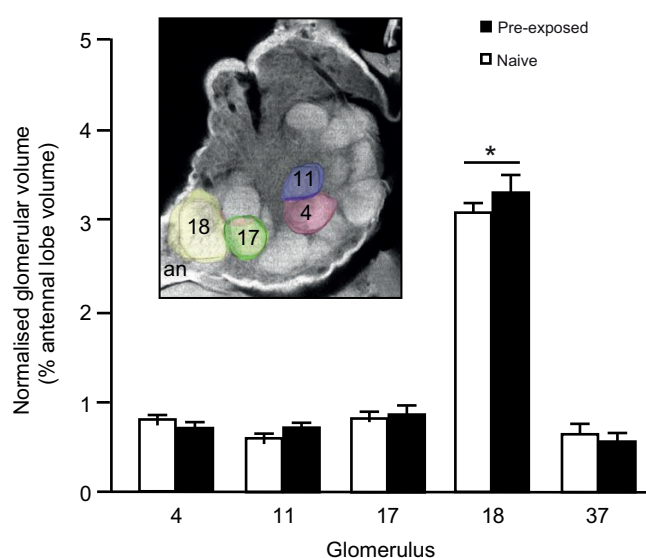 Pre-exposed
Naive
Normalised glomerular volume
(% antennal lobe volume)
5
4
3
2
1
0
11
4
18
17
an
*
4 11 17 18 37
Glomerulus